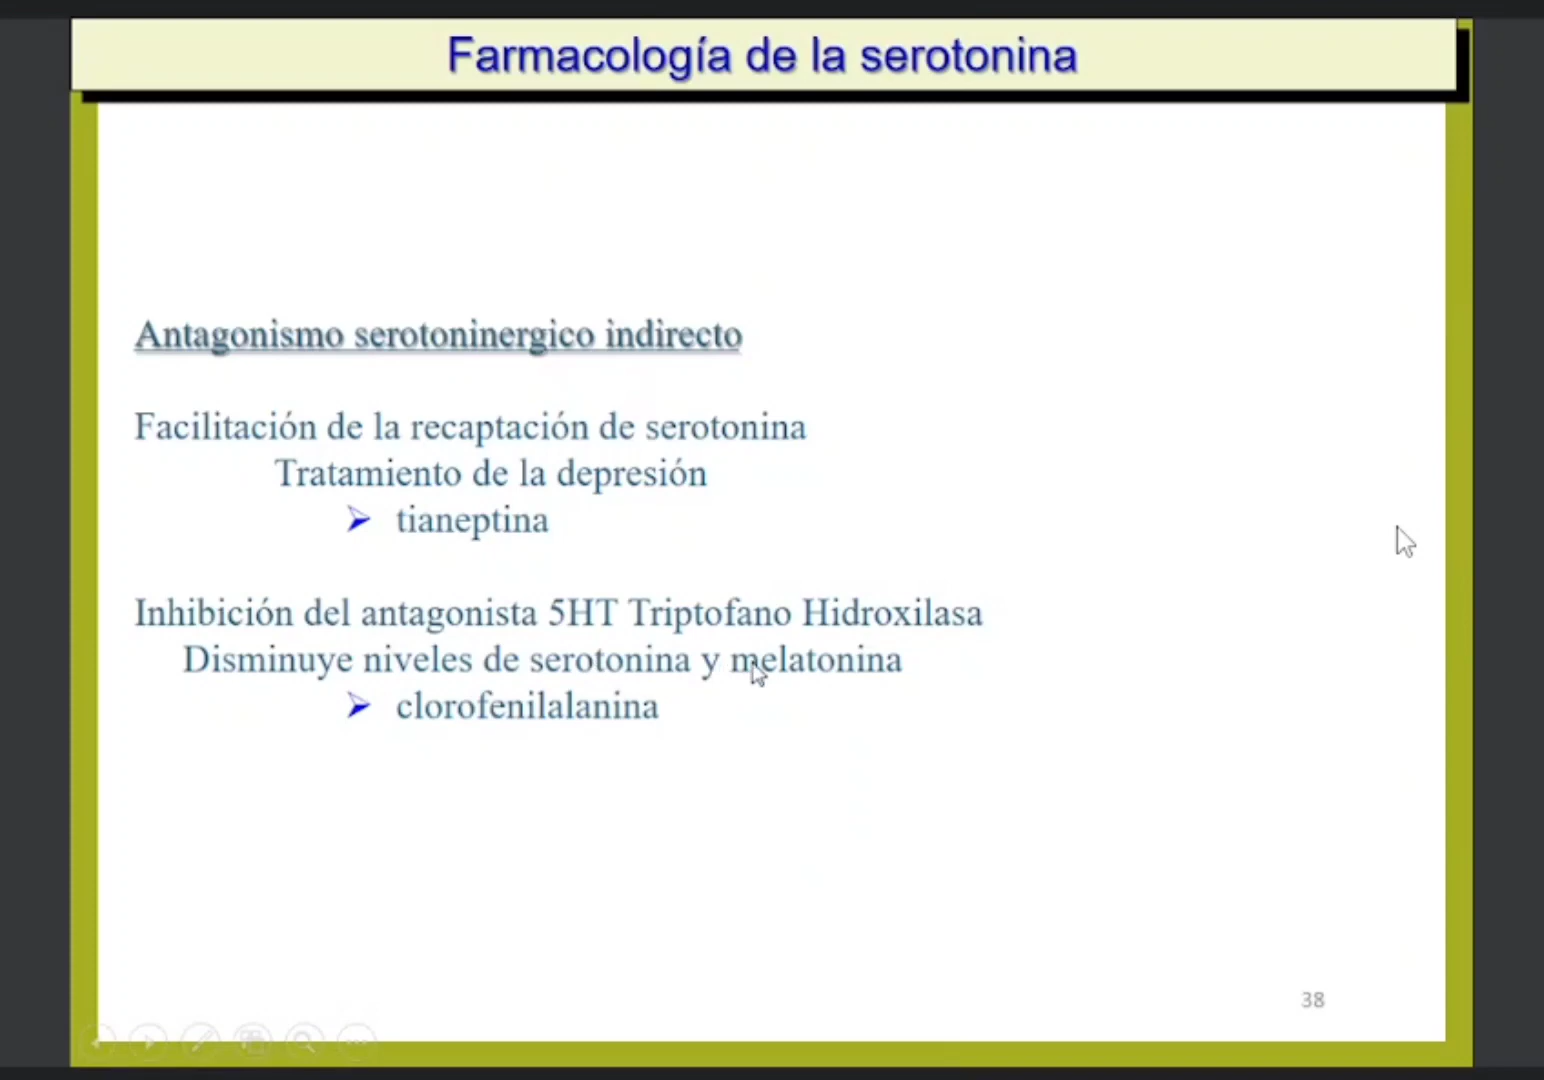 Farmacología de la serotonina
Antagonismo serotoninergico indirecto
Facilitación de la recaptación de serotonina
Tratamiento de la depresión
➢ tianeptina
Inhibición del antagonista 5HT Triptofano Hidroxilasa
Disminuye niveles de serotonina y melatonina
➢ clorofenilalanina
38